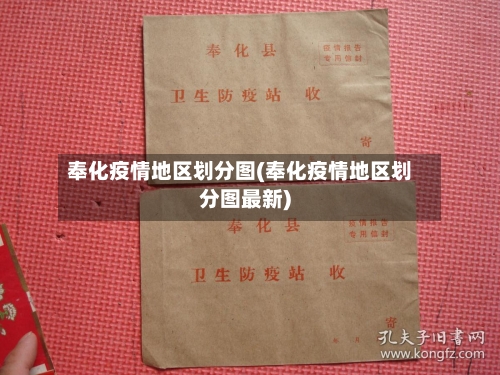 奉化县
疫情报告
专用信封
卫生防疫站 收
寄
奉化疫情地区划分图(奉化疫情地区划
分图最新)
奉化县
疫情报告
专用信封
卫生防疫站 收
寄
孔夫子旧书网
www.kongfz.com